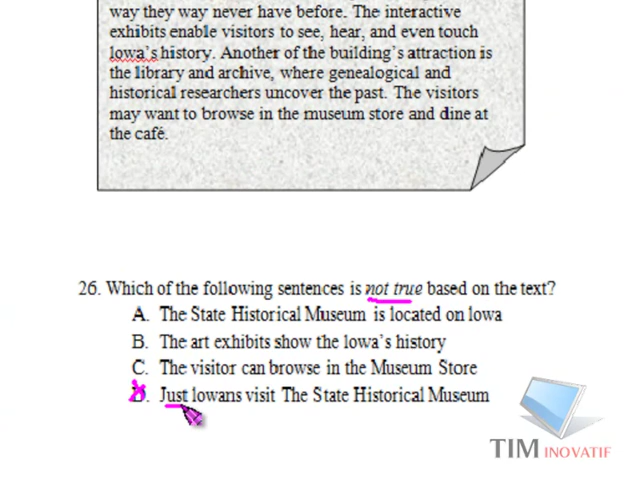 way they way never have before. The interactive
exhibits enable visitors to see, hear, and even touch
lowa's history. Another of the building's attraction is
the library and archive, where genealogical and
historical researchers uncover the past. The visitors
may want to browse in the museum store and dine at
the café.
26. Which of the following sentences is not true based on the text?
A. The State Historical Museum is located on lowa
B. The art exhibits show the lowa's history
C. The visitor can browse in the Museum Store
D. Just lowans visit The State Historical Museum
TIM INOVATIF